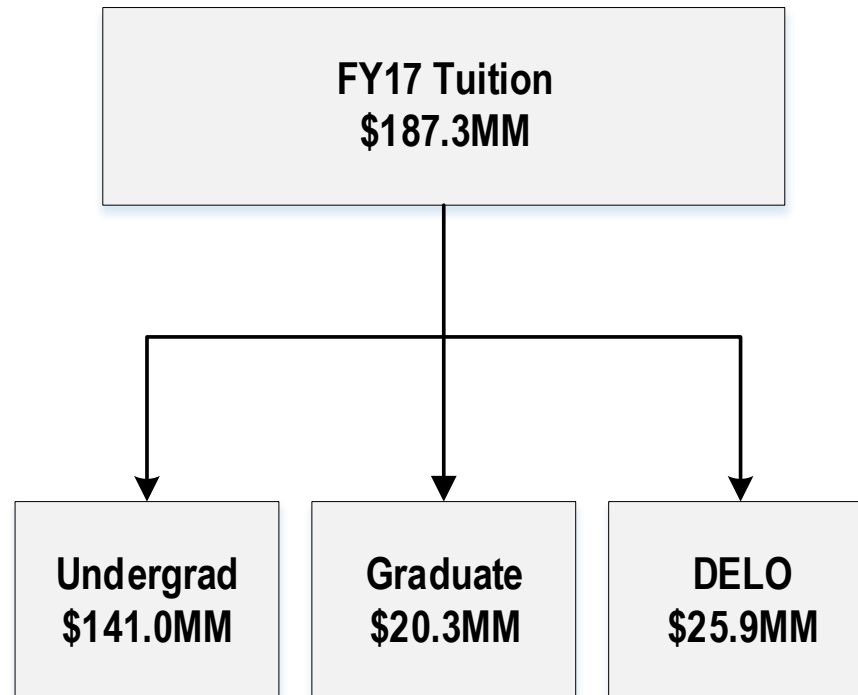 FY17 Tuition
$187.3MM
Undergrad
$141.0MM
Graduate
$20.3MM
DELO
$25.9MM